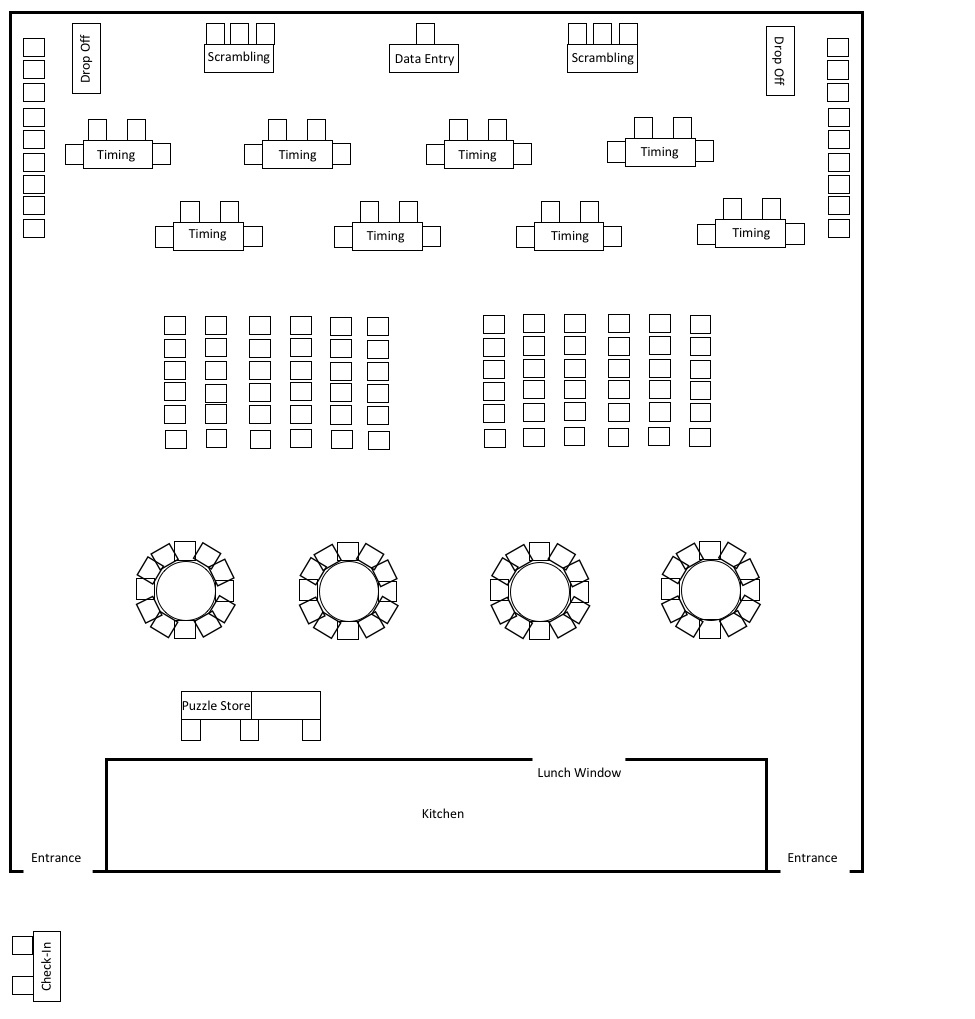 Drop Off
Scrambling
Data Entry
Scrambling
Drop Off
Timing
Timing
Timing
Timing
Timing
Timing
Timing
Timing
Puzzle Store
Lunch Window
Kitchen
Entrance
Entrance
Check-In